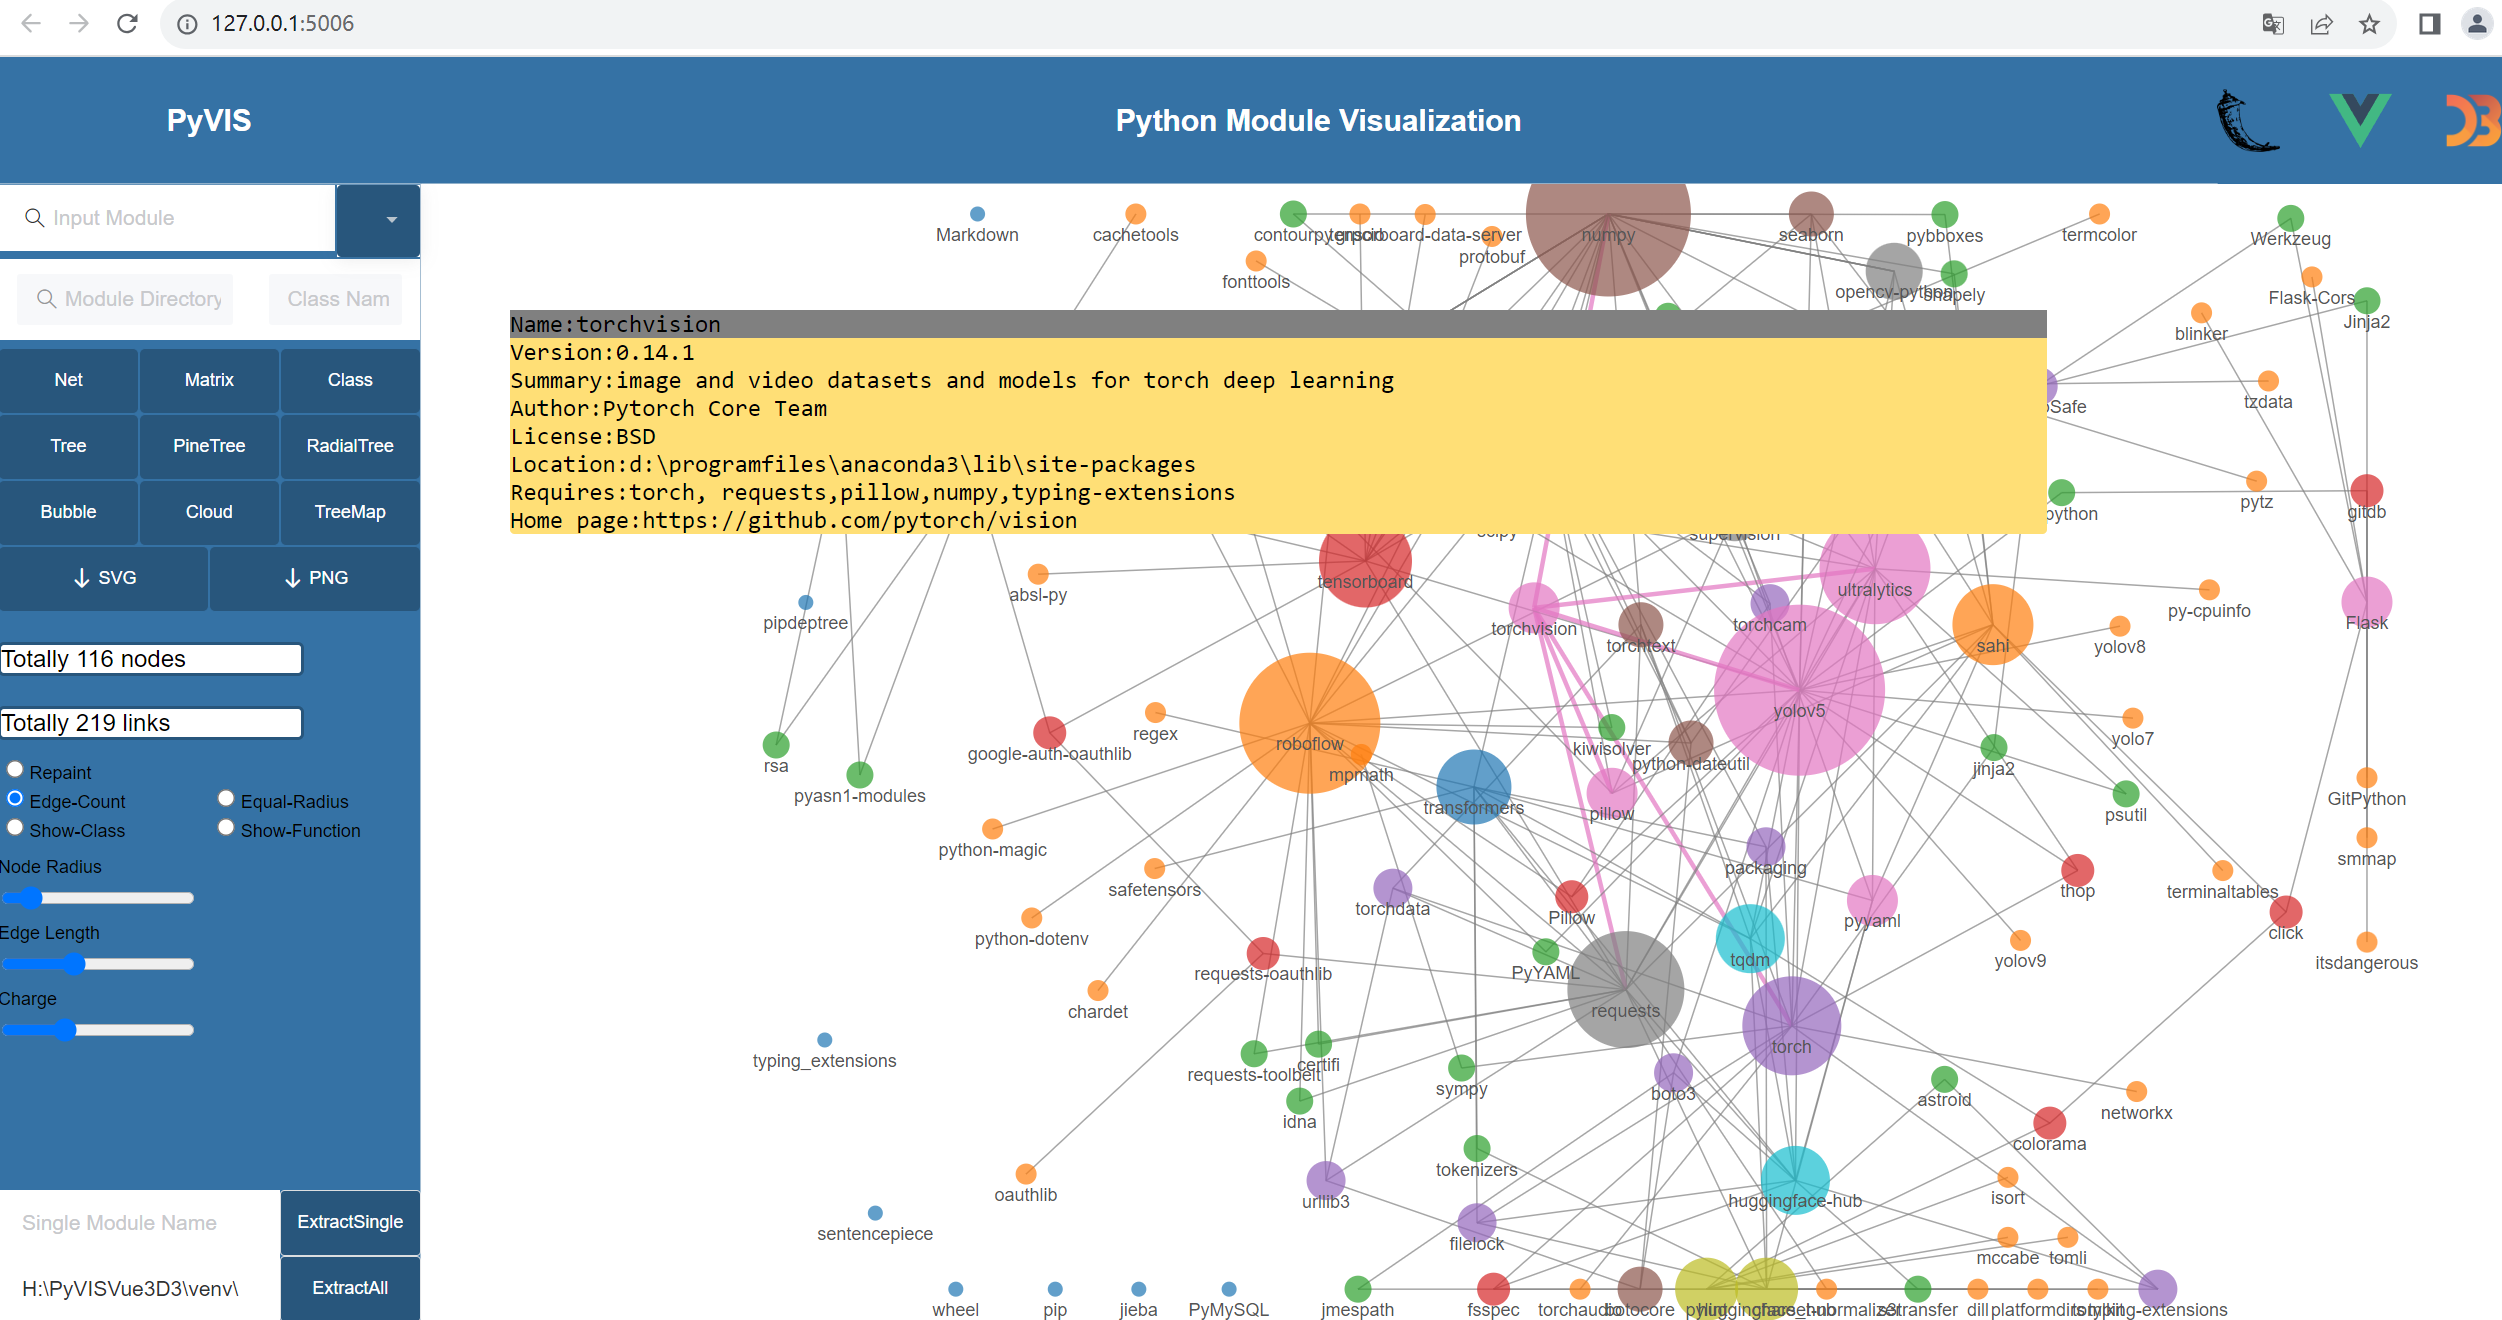 127.0.0.1:5006
PyVIS
Python Module Visualization
Input Module
Module Directory
Class Nam
Net
Matrix
Class
Tree
PineTree
RadialTree
Bubble
Cloud
TreeMap
SVG
PNG
Totally 116 nodes
Totally 219 links
Repaint
Edge-Count
Equal-Radius
Show-Class
Show-Function
Node Radius
Edge Length
Charge
Single Module Name
ExtractSingle
H:\PyVISVue3D3\venv\
ExtractAll
Markdown
cachetools
contourpy
tensorboard-data-server
numpy
seaborn
pybboxes
termcolor
Werkzeug
protobuf
fonttools
opencv-python
shapely
Flask-Cors
Jinja2
blinker
Name:torchvision
Version:0.14.1
Summary:image and video datasets and models for torch deep learning
Author:Pytorch Core Team
License:BSD
Location:d:\programfiles\anaconda3\lib\site-packages
Requires:torch, requests,pillow,numpy,typing-extensions
Home page:https://github.com/pytorch/vision
Safe
tzdata
pytz
python
gitdb
scipy
supervision
tensorboard
absl-py
ultralytics
py-cpuinfo
pipdeptree
torchvision
torchcam
torchtext
sahi
yolov8
Flask
yolov5
regex
google-auth-oauthlib
roboflow
kiwisolver
yolo7
rsa
mpmath
python-dateutil
jinja2
pyasn1-modules
transformers
pillow
psutil
GitPython
python-magic
packaging
smmap
safetensors
torchdata
Pillow
pyyaml
thop
terminaltables
click
python-dotenv
requests-oauthlib
PyYAML
tqdm
yolov9
itsdangerous
chardet
requests
torch
typing_extensions
requests-toolbelt
certifi
sympy
boto3
astroid
networkx
idna
colorama
tokenizers
oauthlib
urllib3
huggingface-hub
isort
sentencepiece
filelock
mccabe
tomli
wheel
pip
jieba
PyMySQL
jmespath
fsspec
torchaudio
botocore
pylint
huggingface_hub
charset-normalizer
s3transfer
dill
platformdirs
tomlkit
typing-extensions